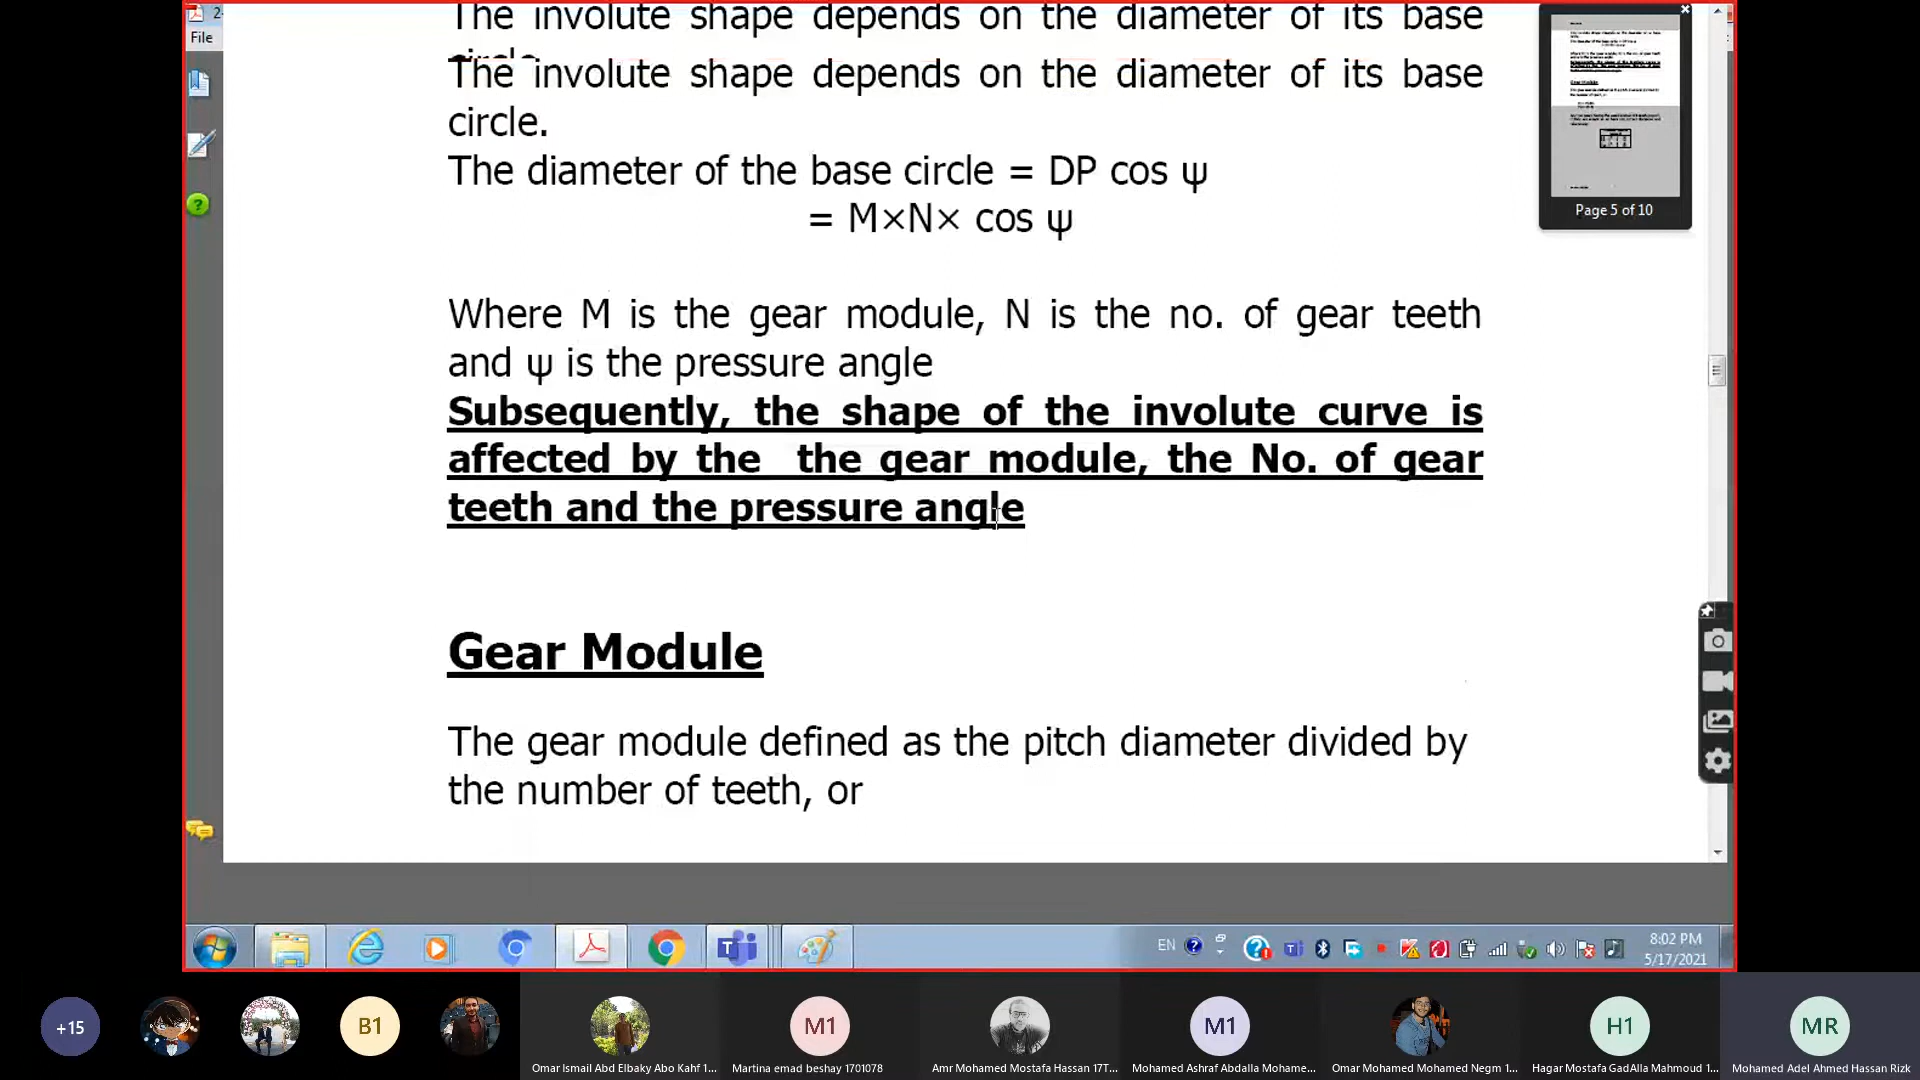 2-
File
The involute shape depends on the diameter of its base
The involute shape depends on the diameter of its base
circle.
The diameter of the base circle = DP cos ψ
= M×N× cos ψ
Where M is the gear module, N is the no. of gear teeth
and ψ is the pressure angle
Subsequently, the shape of the involute curve is
affected by the the gear module, the No. of gear
teeth and the pressure angle
Gear Module
The gear module defined as the pitch diameter divided by
the number of teeth, or
Page 5 of 10
EN
8:02 PM
5/17/2021
+15
B1
M1
M1
H1
MR
Omar Ismail Abd Elbaky Abo Kahf 1...
Martina emad beshay 1701078
Amr Mohamed Mostafa Hassan 17T...
Mohamed Ashraf Abdalla Mohame...
Omar Mohamed Mohamed Negm 1...
Hagar Mostafa GadAlla Mahmoud 1...
Mohamed Adel Ahmed Hassan Rizk